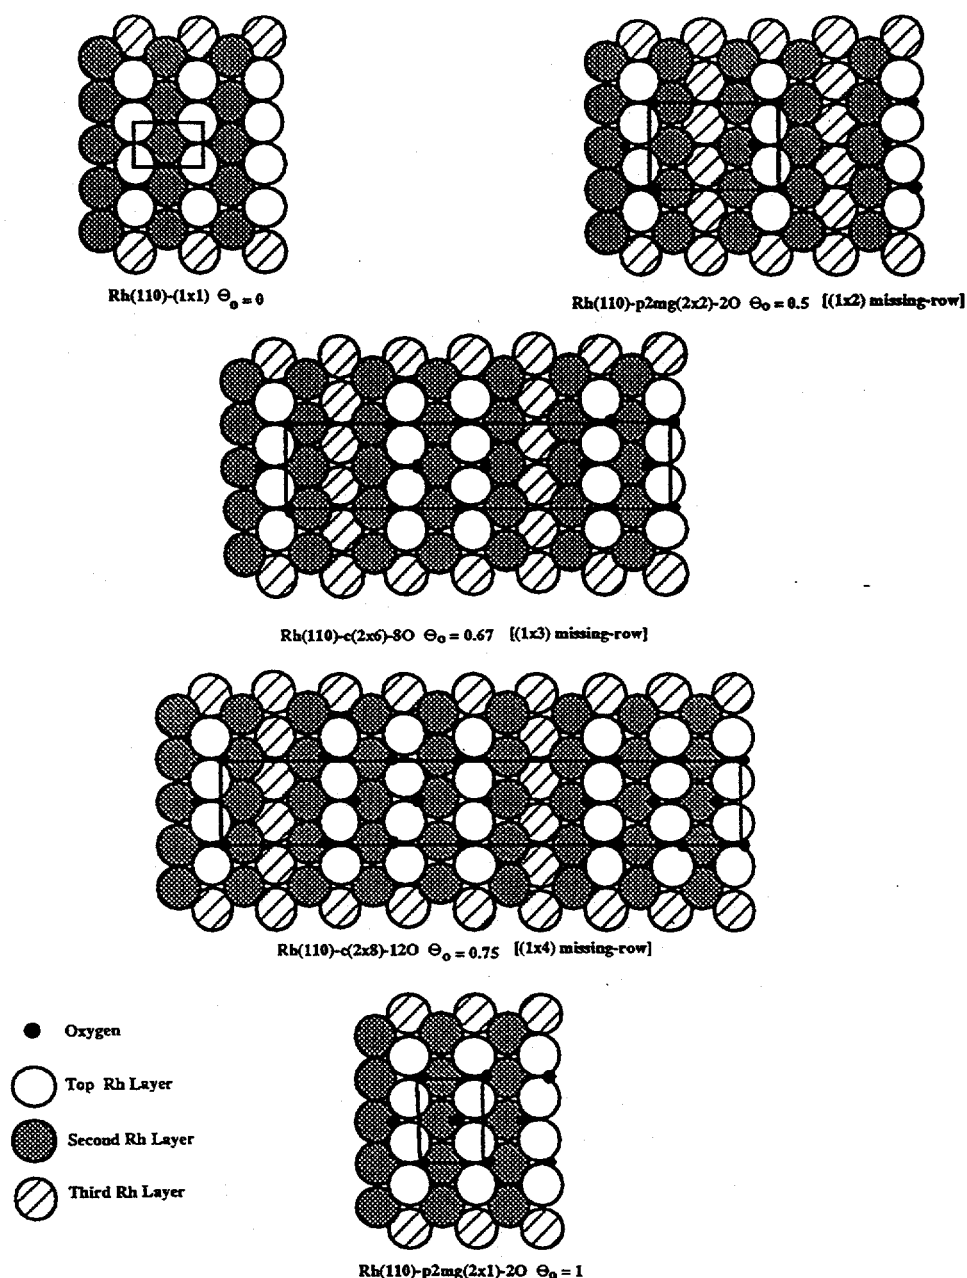 Rh(110)-(1x1) Θo = 0
Rh(110)-p2mg(2x2)-2O Θo = 0.5 [(1x2) missing-row]
Rh(110)-c(2x6)-8O Θo = 0.67 [(1x3) missing-row]
Rh(110)-c(2x8)-12O Θo = 0.75 [(1x4) missing-row]
Oxygen
Top Rh Layer
Second Rh Layer
Third Rh Layer
Rh(110)-p2mg(2x1)-2O Θo = 1